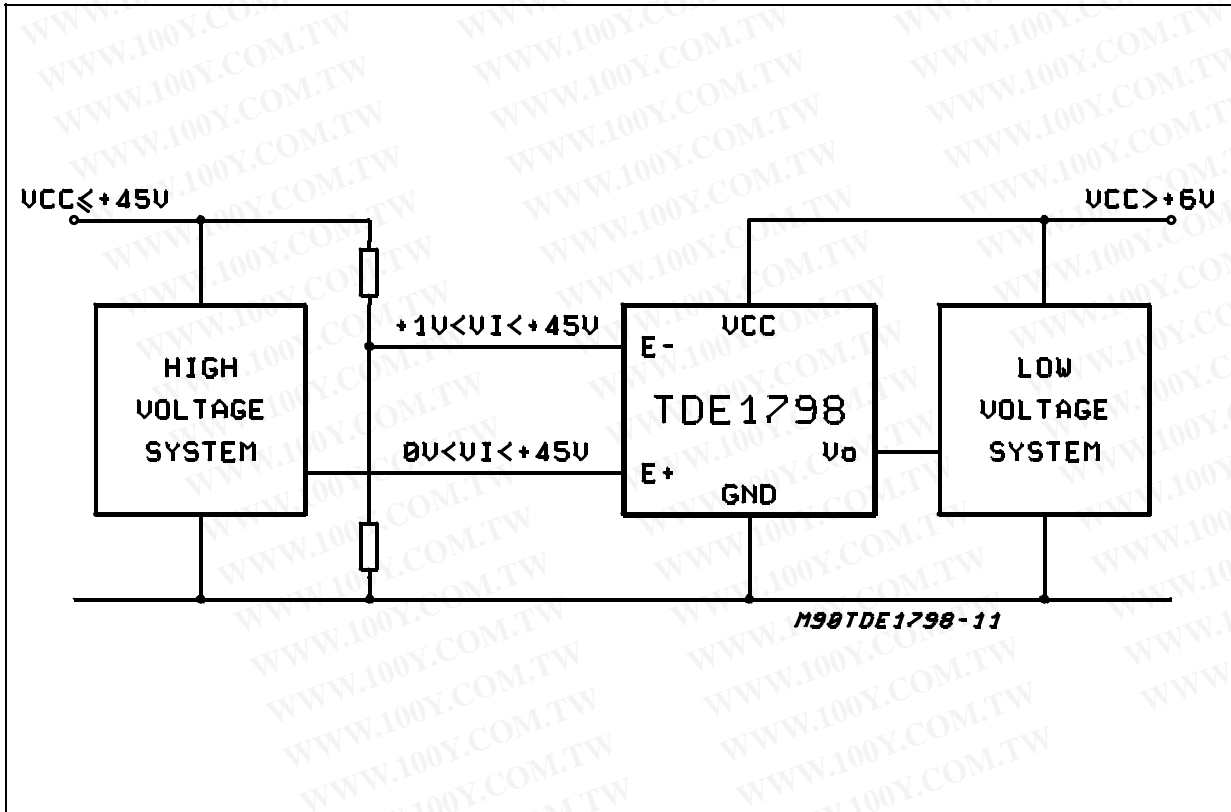 VCC≤+45V
VCC>+6V
+1V<VI<+45V
VCC
E-
HIGH
VOLTAGE
SYSTEM
TDE1798
LOW
VOLTAGE
SYSTEM
0V<VI<+45V
Vo
E+
GND
M90TDE1798-11
WWW.100Y.COM.TW